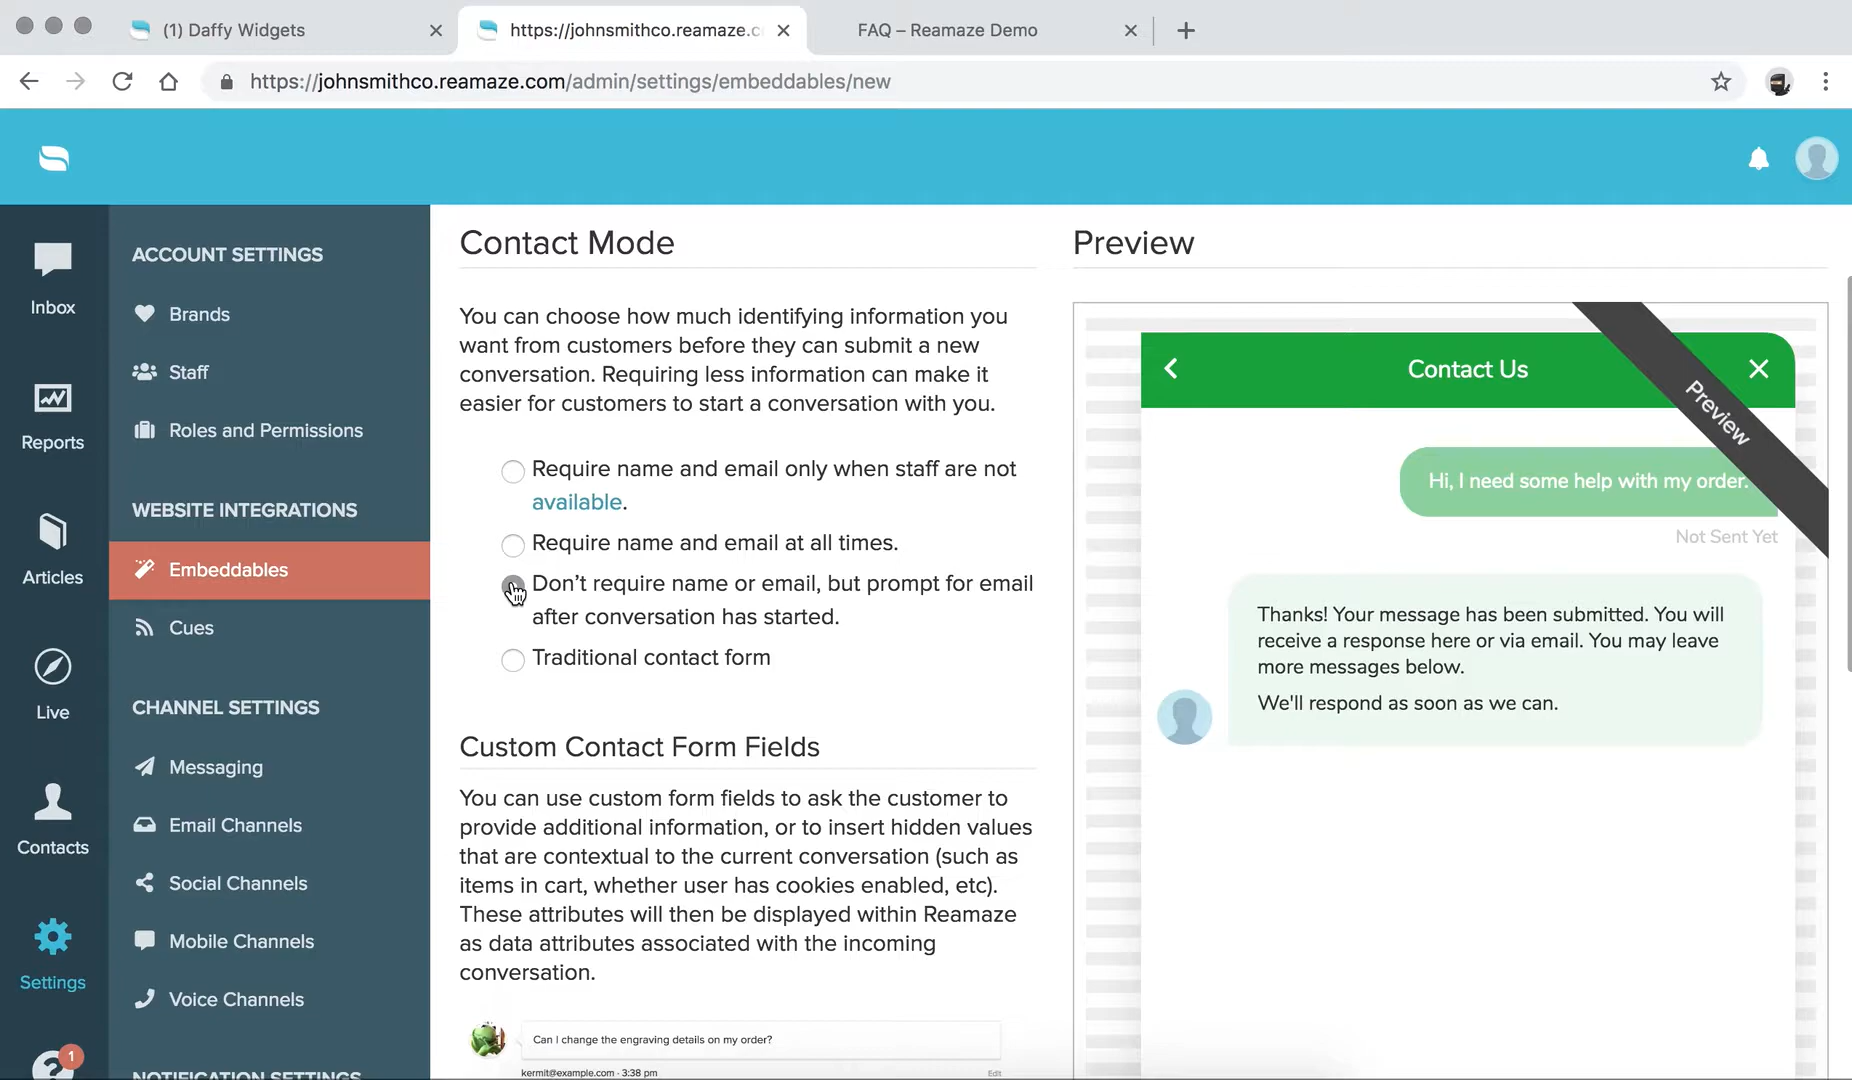 (1) Daffy Widgets
https://johnsmithco.reamaze.c
FAQ – Reamaze Demo
https://johnsmithco.reamaze.com/admin/settings/embeddables/new
Inbox
Reports
Articles
Live
Contacts
Settings
1
ACCOUNT SETTINGS
Brands
Staff
Roles and Permissions
WEBSITE INTEGRATIONS
Embeddables
Cues
CHANNEL SETTINGS
Messaging
Email Channels
Social Channels
Mobile Channels
Voice Channels
NOTIFICATION SETTINGS
Contact Mode
You can choose how much identifying information you
want from customers before they can submit a new
conversation. Requiring less information can make it
easier for customers to start a conversation with you.
Require name and email only when staff are not
available.
Require name and email at all times.
Don't require name or email, but prompt for email
after conversation has started.
Traditional contact form
Custom Contact Form Fields
You can use custom form fields to ask the customer to
provide additional information, or to insert hidden values
that are contextual to the current conversation (such as
items in cart, whether user has cookies enabled, etc).
These attributes will then be displayed within Reamaze
as data attributes associated with the incoming
conversation.
Can I change the engraving details on my order?
kermit@example.com · 3:38 pm
Edit
Preview
Contact Us
Preview
Hi, I need some help with my order.
Not Sent Yet
Thanks! Your message has been submitted. You will
receive a response here or via email. You may leave
more messages below.
We'll respond as soon as we can.